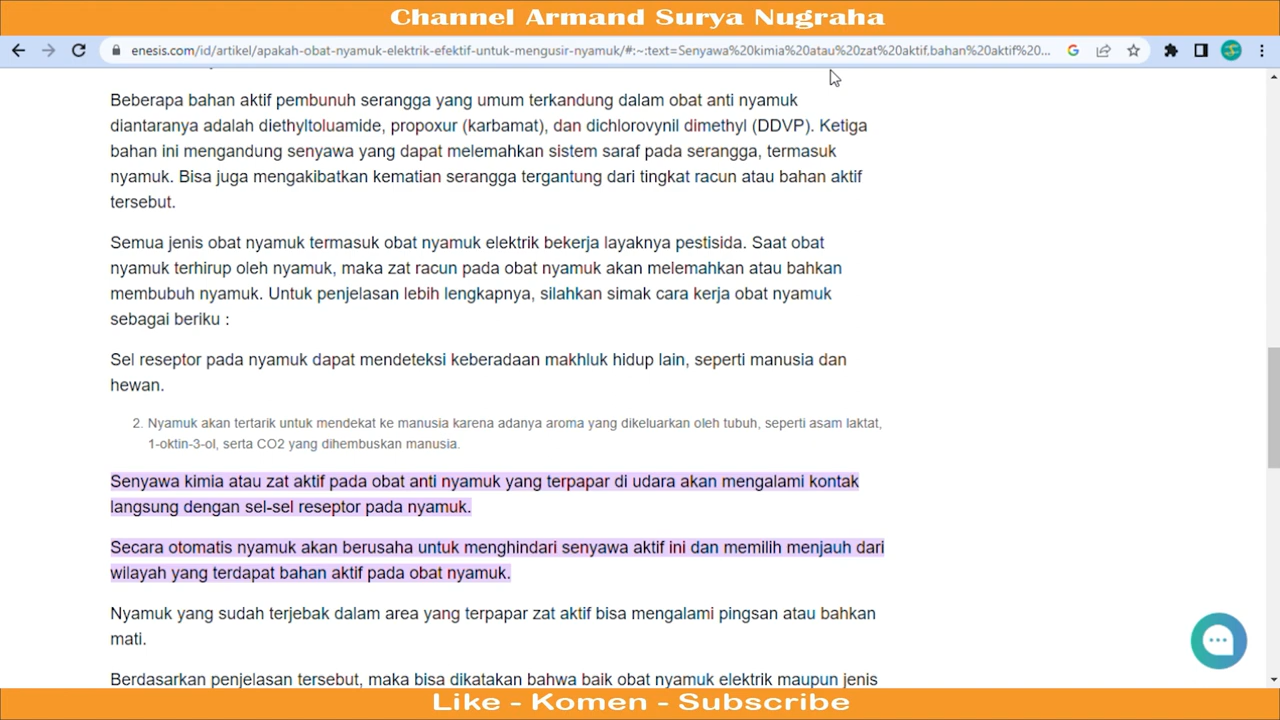 Channel Armand Surya Nugraha
enesis.com/id/artikel/apakah-obat-nyamuk-elektrik-efektif-untuk-mengusir-nyamuk/#:~:text=Senyawa%20kimia%20atau%20zat%20aktif,bahan%20aktif%20...
Beberapa bahan aktif pembunuh serangga yang umum terkandung dalam obat anti nyamuk
diantaranya adalah diethyltoluamide, propoxur (karbamat), dan dichlorovynil dimethyl (DDVP). Ketiga
bahan ini mengandung senyawa yang dapat melemahkan sistem saraf pada serangga, termasuk
nyamuk. Bisa juga mengakibatkan kematian serangga tergantung dari tingkat racun atau bahan aktif
tersebut.
Semua jenis obat nyamuk termasuk obat nyamuk elektrik bekerja layaknya pestisida. Saat obat
nyamuk terhirup oleh nyamuk, maka zat racun pada obat nyamuk akan melemahkan atau bahkan
membubuh nyamuk. Untuk penjelasan lebih lengkapnya, silahkan simak cara kerja obat nyamuk
sebagai beriku :
Sel reseptor pada nyamuk dapat mendeteksi keberadaan makhluk hidup lain, seperti manusia dan
hewan.
2. Nyamuk akan tertarik untuk mendekat ke manusia karena adanya aroma yang dikeluarkan oleh tubuh, seperti asam laktat,
1-oktin-3-ol, serta CO2 yang dihembuskan manusia.
Senyawa kimia atau zat aktif pada obat anti nyamuk yang terpapar di udara akan mengalami kontak
langsung dengan sel-sel reseptor pada nyamuk.
Secara otomatis nyamuk akan berusaha untuk menghindari senyawa aktif ini dan memilih menjauh dari
wilayah yang terdapat bahan aktif pada obat nyamuk.
Nyamuk yang sudah terjebak dalam area yang terpapar zat aktif bisa mengalami pingsan atau bahkan
mati.
Berdasarkan penjelasan tersebut, maka bisa dikatakan bahwa baik obat nyamuk elektrik maupun jenis
Like - Komen - Subscribe